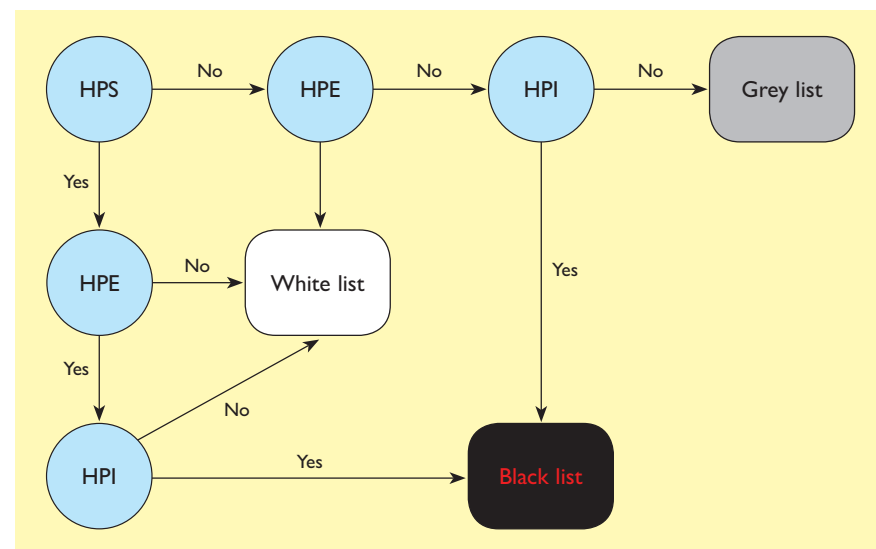 HPS
No
HPE
No
HPI
No
Grey list
Yes
HPE
No
White list
Yes
Yes
No
HPI
Yes
Black list